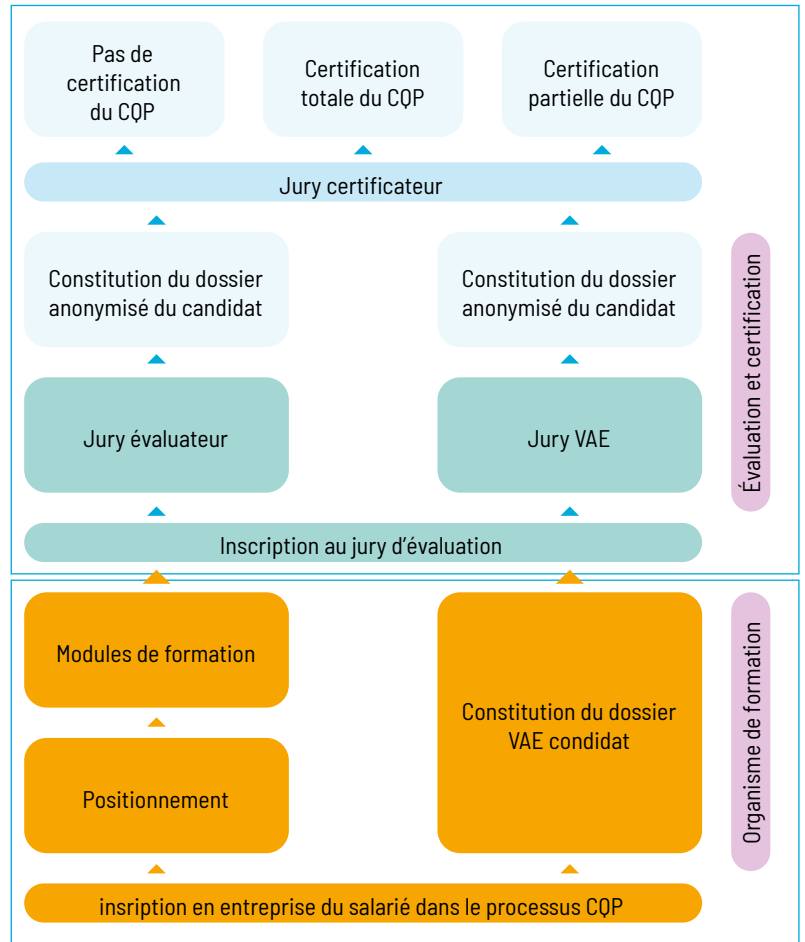 Pas de
certification
du CQP
Certification
totale du CQP
Certification
partielle du CQP
Jury certificateur
Constitution du dossier
anonymisé du candidat
Constitution du dossier
anonymisé du candidat
Jury évaluateur
Jury VAE
Inscription au jury d’évaluation
Évaluation et certification
Modules de formation
Positionnement
Constitution du dossier
VAE condidat
insription en entreprise du salarié dans le processus CQP
Organisme de formation